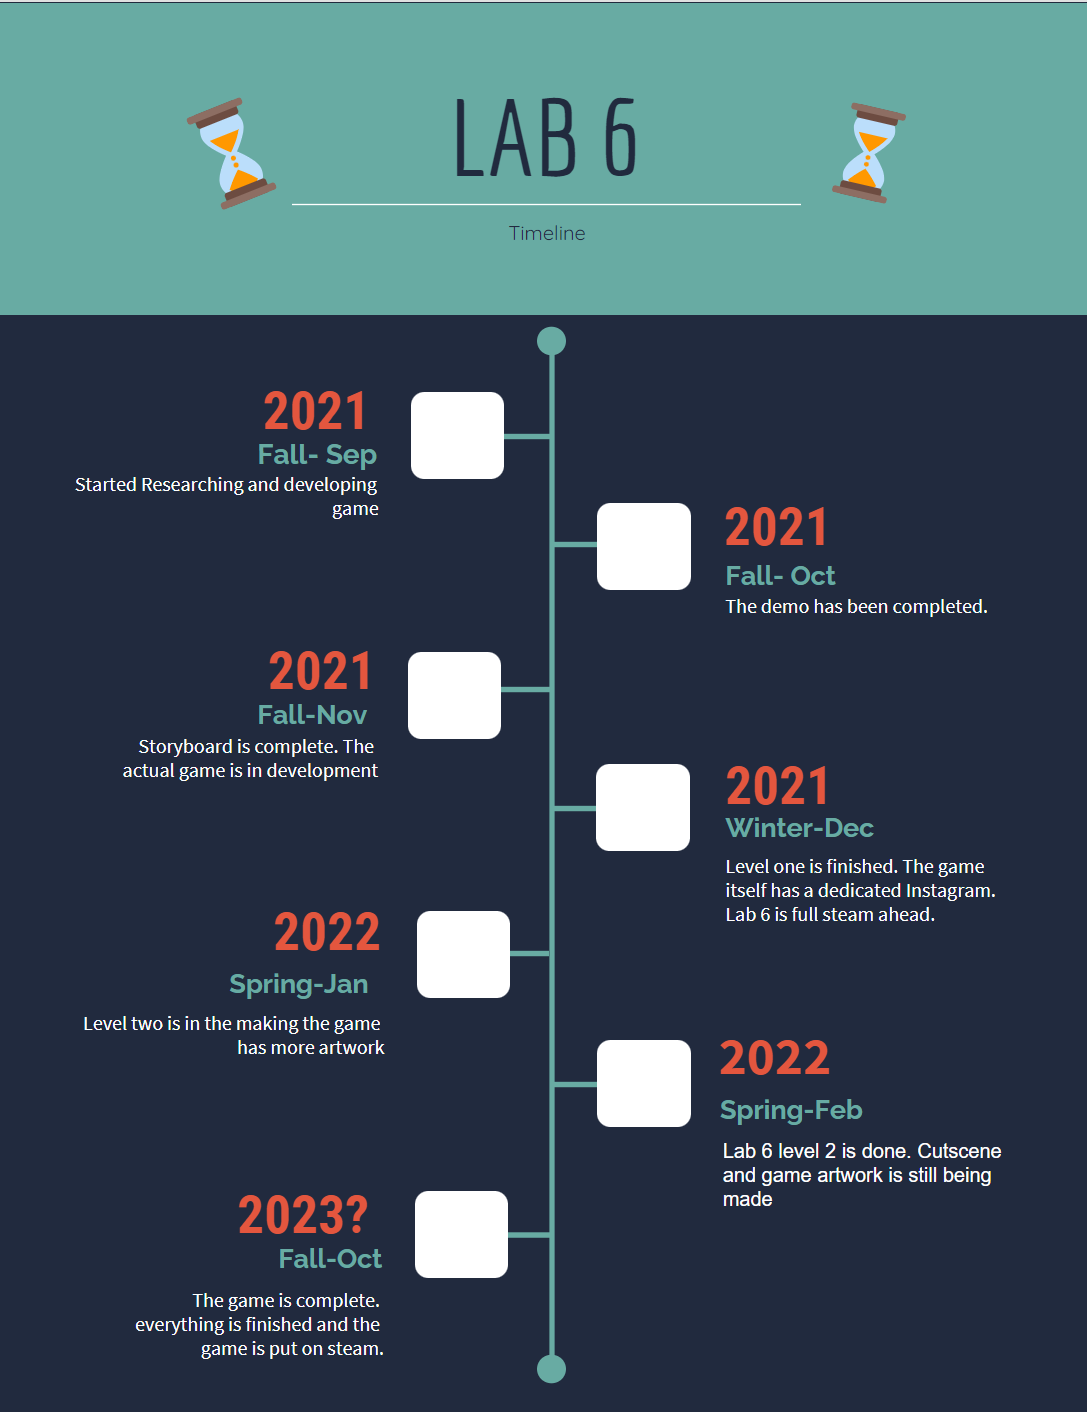 LAB 6
Timeline
2021
Fall- Sep
Started Researching and developing
game
2021
Fall- Oct
The demo has been completed.
2021
Fall-Nov
Storyboard is complete. The
actual game is in development
2021
Winter-Dec
Level one is finished. The game
itself has a dedicated Instagram.
Lab 6 is full steam ahead.
2022
Spring-Jan
Level two is in the making the game
has more artwork
2022
Spring-Feb
Lab 6 level 2 is done. Cutscene
and game artwork is still being
made
2023?
Fall-Oct
The game is complete.
everything is finished and the
game is put on steam.